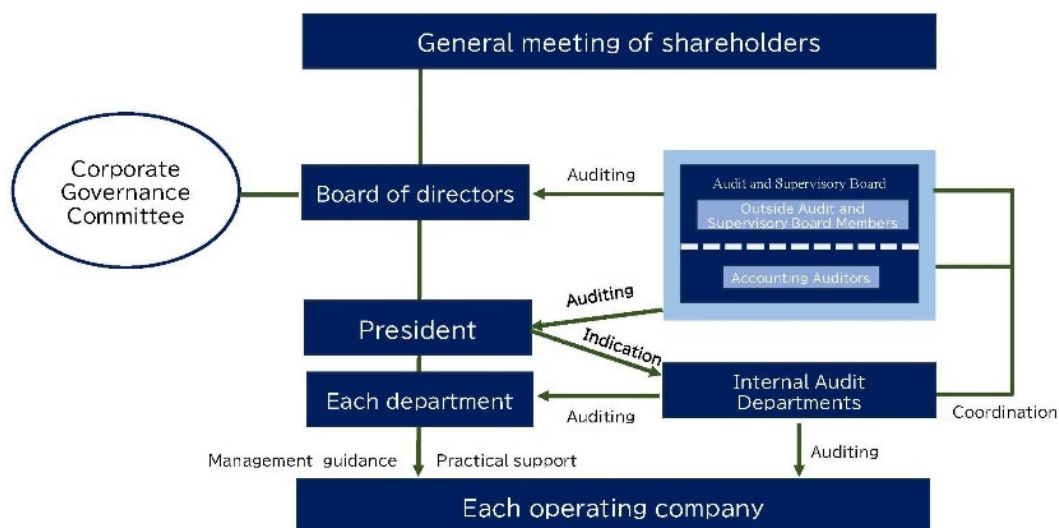 General meeting of shareholders
Corporate
Governance
Committee
Board of directors
Auditing
Audit and Supervisory Board
Outside Audit and
Supervisory Board Members
Accounting Auditors
Auditing
President
Indication
Each department
Auditing
Internal Audit
Departments
Coordination
Management guidance
Practical support
Auditing
Each operating company